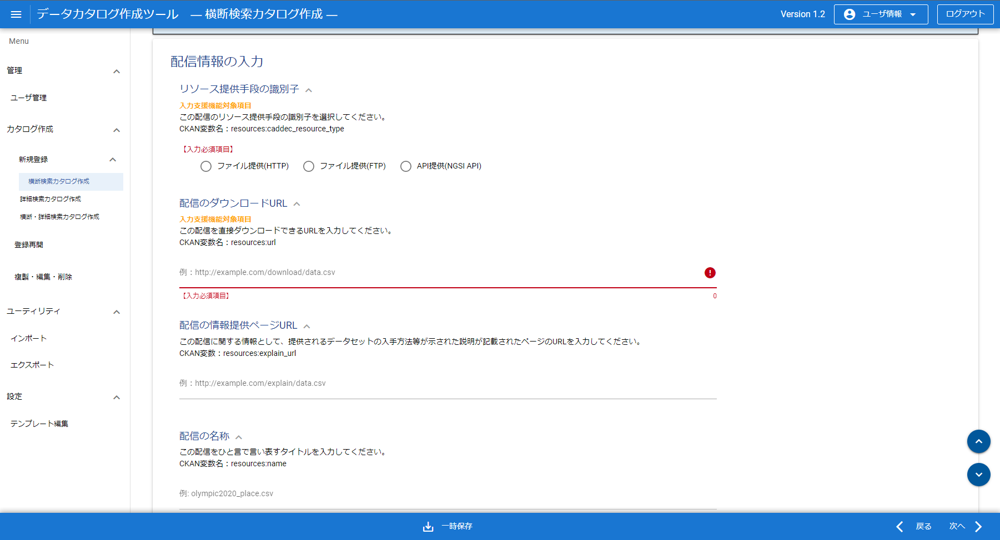 データカタログ作成ツール ― 横断検索カタログ作成 ―
Version 1.2
ユーザ情報
ログアウト
Menu
管理
ユーザ管理
カタログ作成
新規登録
横断検索カタログ作成
詳細検索カタログ作成
横断・詳細検索カタログ作成
登録再開
複製・編集・削除
ユーティリティ
インポート
エクスポート
設定
テンプレート編集
配信情報の入力
リソース提供手段の識別子
入力支援機能対象項目
この配信のリソース提供手段の識別子を選択してください。
CKAN変数名：resources:caddec_resource_type
【入力必須項目】
ファイル提供(HTTP) ファイル提供(FTP) API提供(NGSI API)
配信のダウンロードURL
入力支援機能対象項目
この配信を直接ダウンロードできるURLを入力してください。
CKAN変数名：resources:url
例：http://example.com/download/data.csv
【入力必須項目】 0
配信の情報提供ページURL
この配信に関する情報として、提供されるデータセットの入手方法等が示された説明が記載されたページのURLを入力してください。
CKAN変数：resources:explain_url
例：http://example.com/explain/data.csv
配信の名称
この配信をひと言で言い表すタイトルを入力してください。
CKAN変数名：resources:name
例: olympic2020_place.csv
一時保存
戻る
次へ